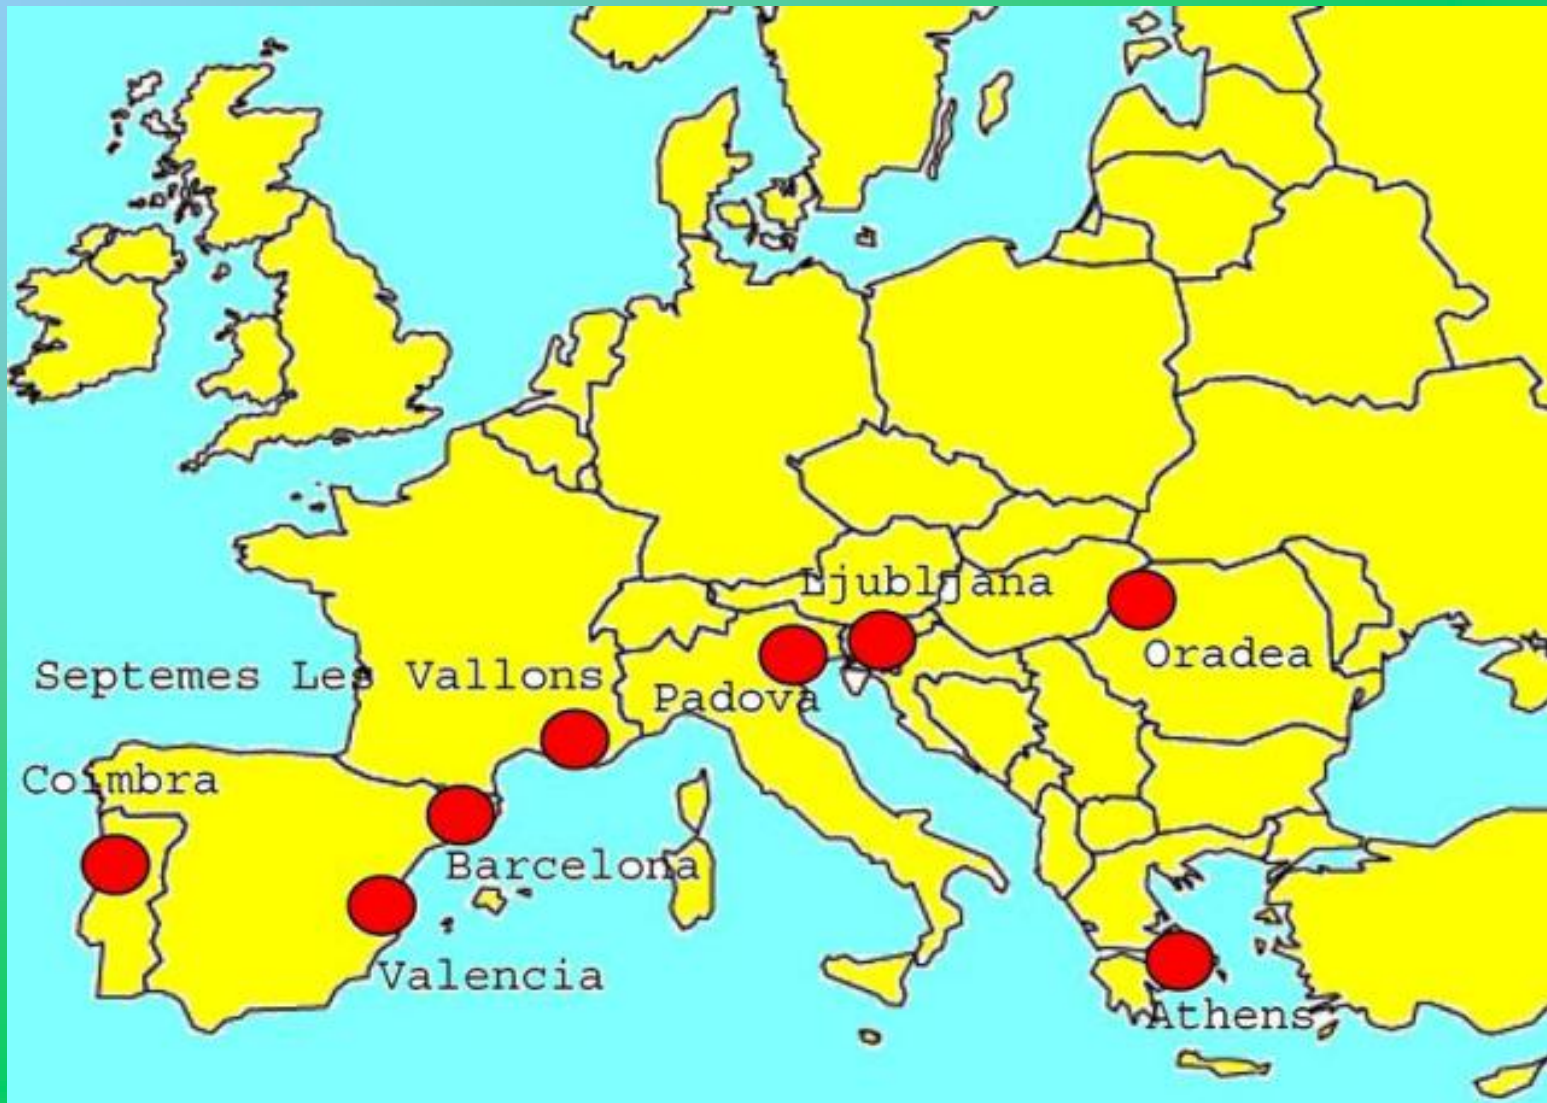 Ljubljana
Oradea
Septemes Les Vallons
Padova
Coimbra
Barcelona
Valencia
Athens